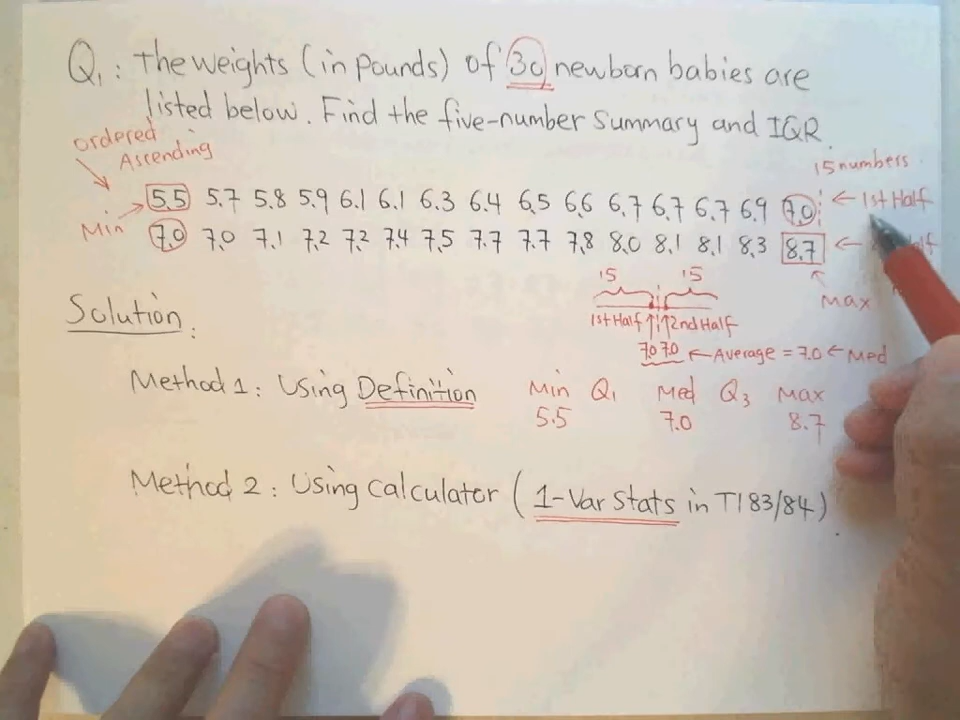 Q1: The weights (in pounds) of 30 newborn babies are
listed below. Find the five-number Summary and IQR.
Ordered
Ascending
15 numbers
5.5 5.7 5.8 5.9 6.1 6.1 6.3 6.4 6.5 6.6 6.7 6.7 6.7 6.9 7.0 ← 1st Half
Min
7.0 7.0 7.1 7.2 7.2 7.4 7.5 7.7 7.7 7.8 8.0 8.1 8.1 8.3 8.7 ←
Max
15 15
1st Half ↑ ↑ 2nd Half
7.0 7.0 ← Average = 7.0 ← Med
Solution:
Method 1: Using Definition
Min Q1 Med Q3 Max
5.5 7.0 8.7
Method 2: Using Calculator (1-Var Stats in TI 83/84)